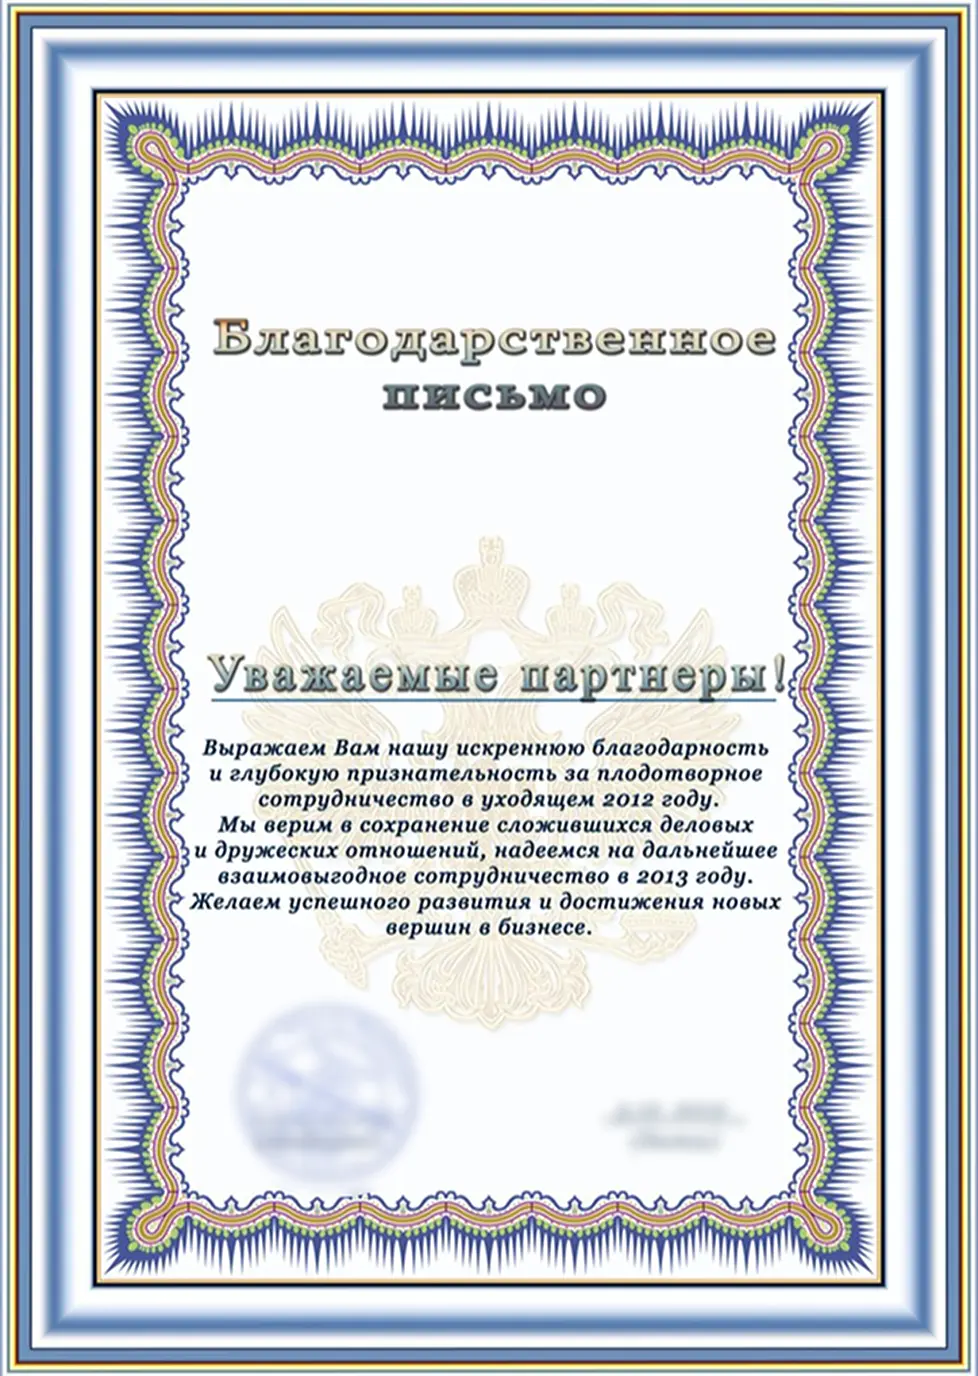 Благодарственное
письмо
Уважаемые партнеры!
Выражаем Вам нашу искреннюю благодарность
и глубокую признательность за плодотворное
сотрудничество в уходящем 2012 году.
Мы верим в сохранение сложившихся деловых
и дружеских отношений, надеемся на дальнейшее
взаимовыгодное сотрудничество в 2013 году.
Желаем успешного развития и достижения новых
вершин в бизнесе.